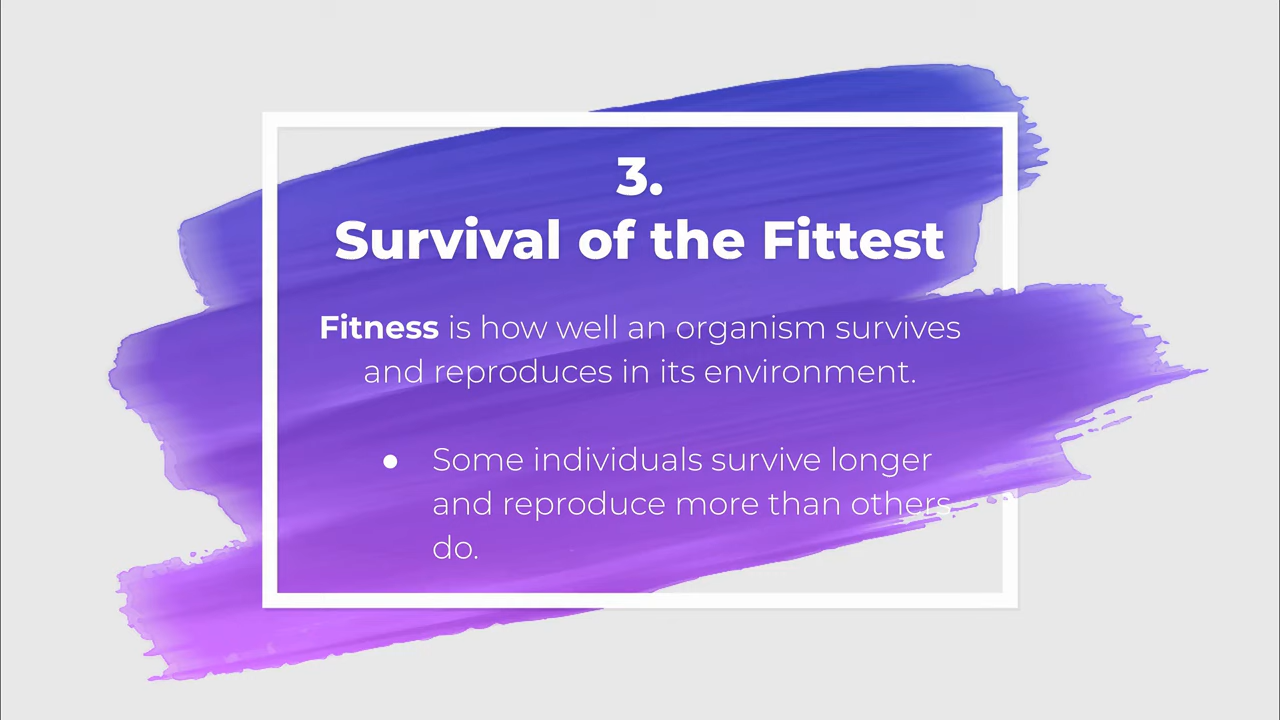 3.
Survival of the Fittest
Fitness is how well an organism survives
and reproduces in its environment.
● Some individuals survive longer
and reproduce more than others
do.